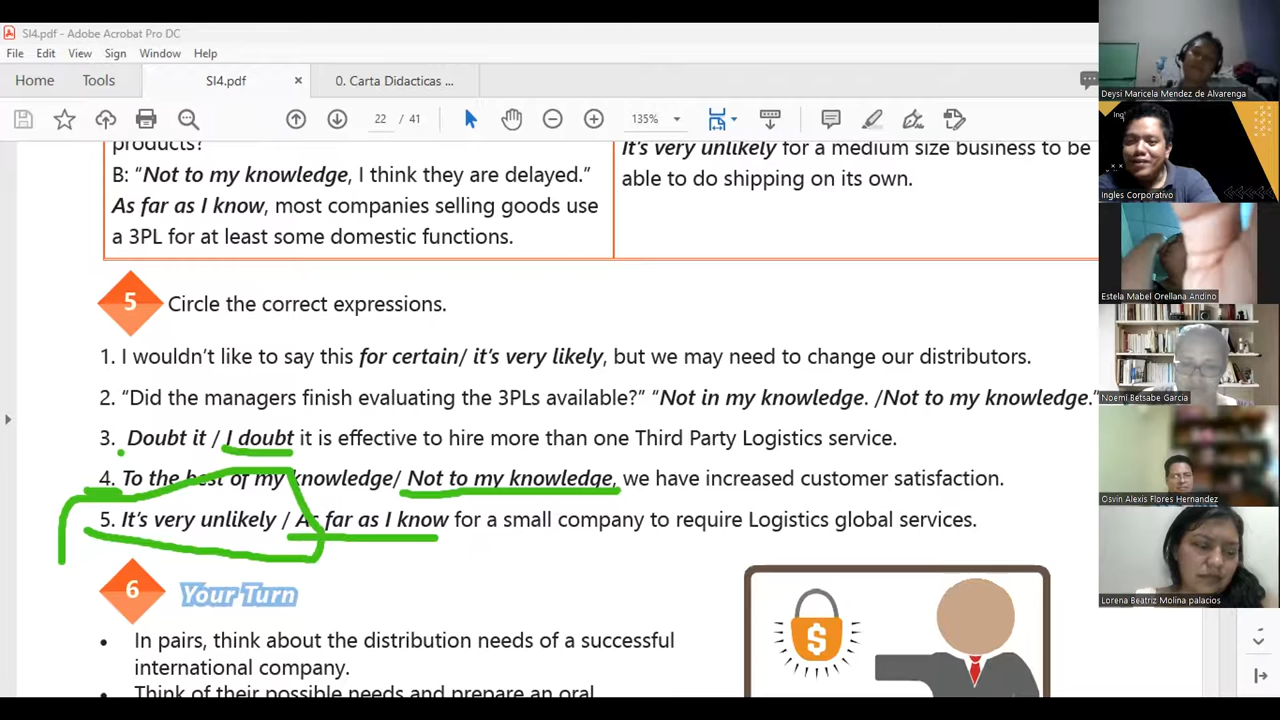 SI4.pdf - Adobe Acrobat Pro DC
File Edit View Sign Window Help
Home Tools SI4.pdf × 0. Carta Didacticas ...
22 / 41 135%
products?
B: “Not to my knowledge, I think they are delayed.”
As far as I know, most companies selling goods use
a 3PL for at least some domestic functions.
It’s very unlikely for a medium size business to be
able to do shipping on its own.
5 Circle the correct expressions.
1. I wouldn’t like to say this for certain/ it’s very likely, but we may need to change our distributors.
2. “Did the managers finish evaluating the 3PLs available?” “Not in my knowledge. /Not to my knowledge.”
3. Doubt it / I doubt it is effective to hire more than one Third Party Logistics service.
4. To the best of my knowledge/ Not to my knowledge, we have increased customer satisfaction.
5. It’s very unlikely / As far as I know for a small company to require Logistics global services.
6 Your Turn
• In pairs, think about the distribution needs of a successful
international company.
• Think of their possible needs and prepare an oral
$
Deysi Maricela Mendez de Alvarenga
Ingles Corporativo
Estela Mabel Orellana Andino
Noemi Betsabe Garcia
Osvin Alexis Flores Hernandez
Lorena Beatriz Molina palacios